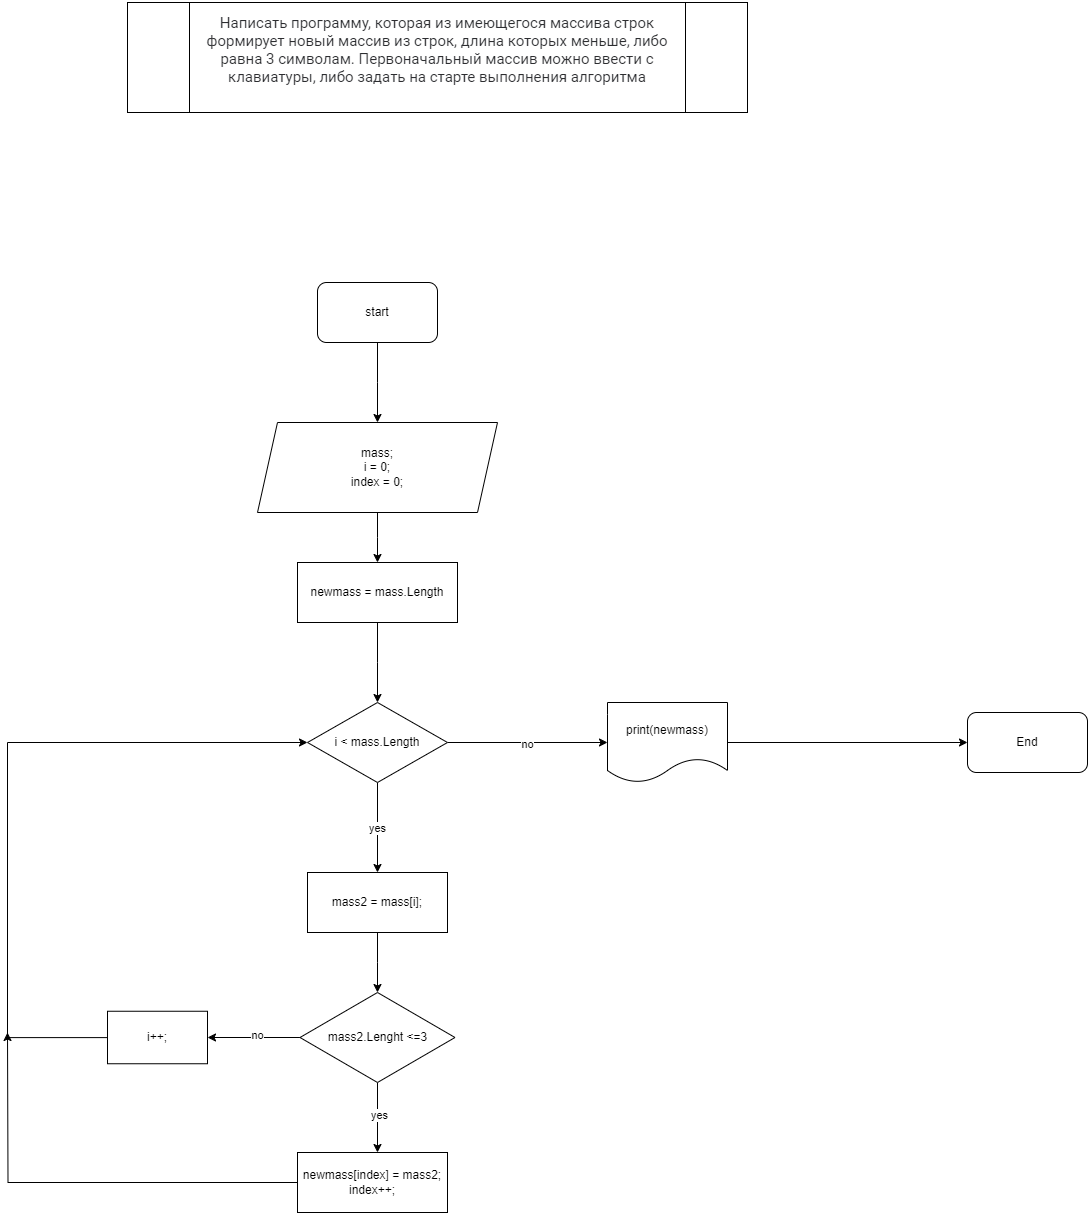 Написать программу, которая из имеющегося массива строк
формирует новый массив из строк, длина которых меньше, либо
равна 3 символам. Первоначальный массив можно ввести с
клавиатуры, либо задать на старте выполнения алгоритма
start
mass;
i = 0;
index = 0;
newmass = mass.Length
i < mass.Length
no
print(newmass)
End
yes
mass2 = mass[i];
i++;
no
mass2.Lenght <=3
yes
newmass[index] = mass2;
index++;